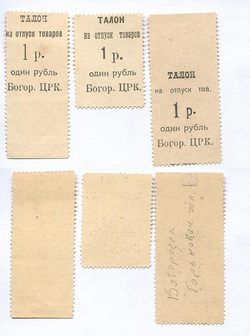 ТАЛОН
на отпуск товаров
1 р.
один рубль
Богор. ЦРК.
ТАЛОН
на отпуск товаров
1 р.
один рубль
Богор. ЦРК.
ТАЛОН
на отпуск тов.
1 р.
один рубль
Богор. ЦРК.